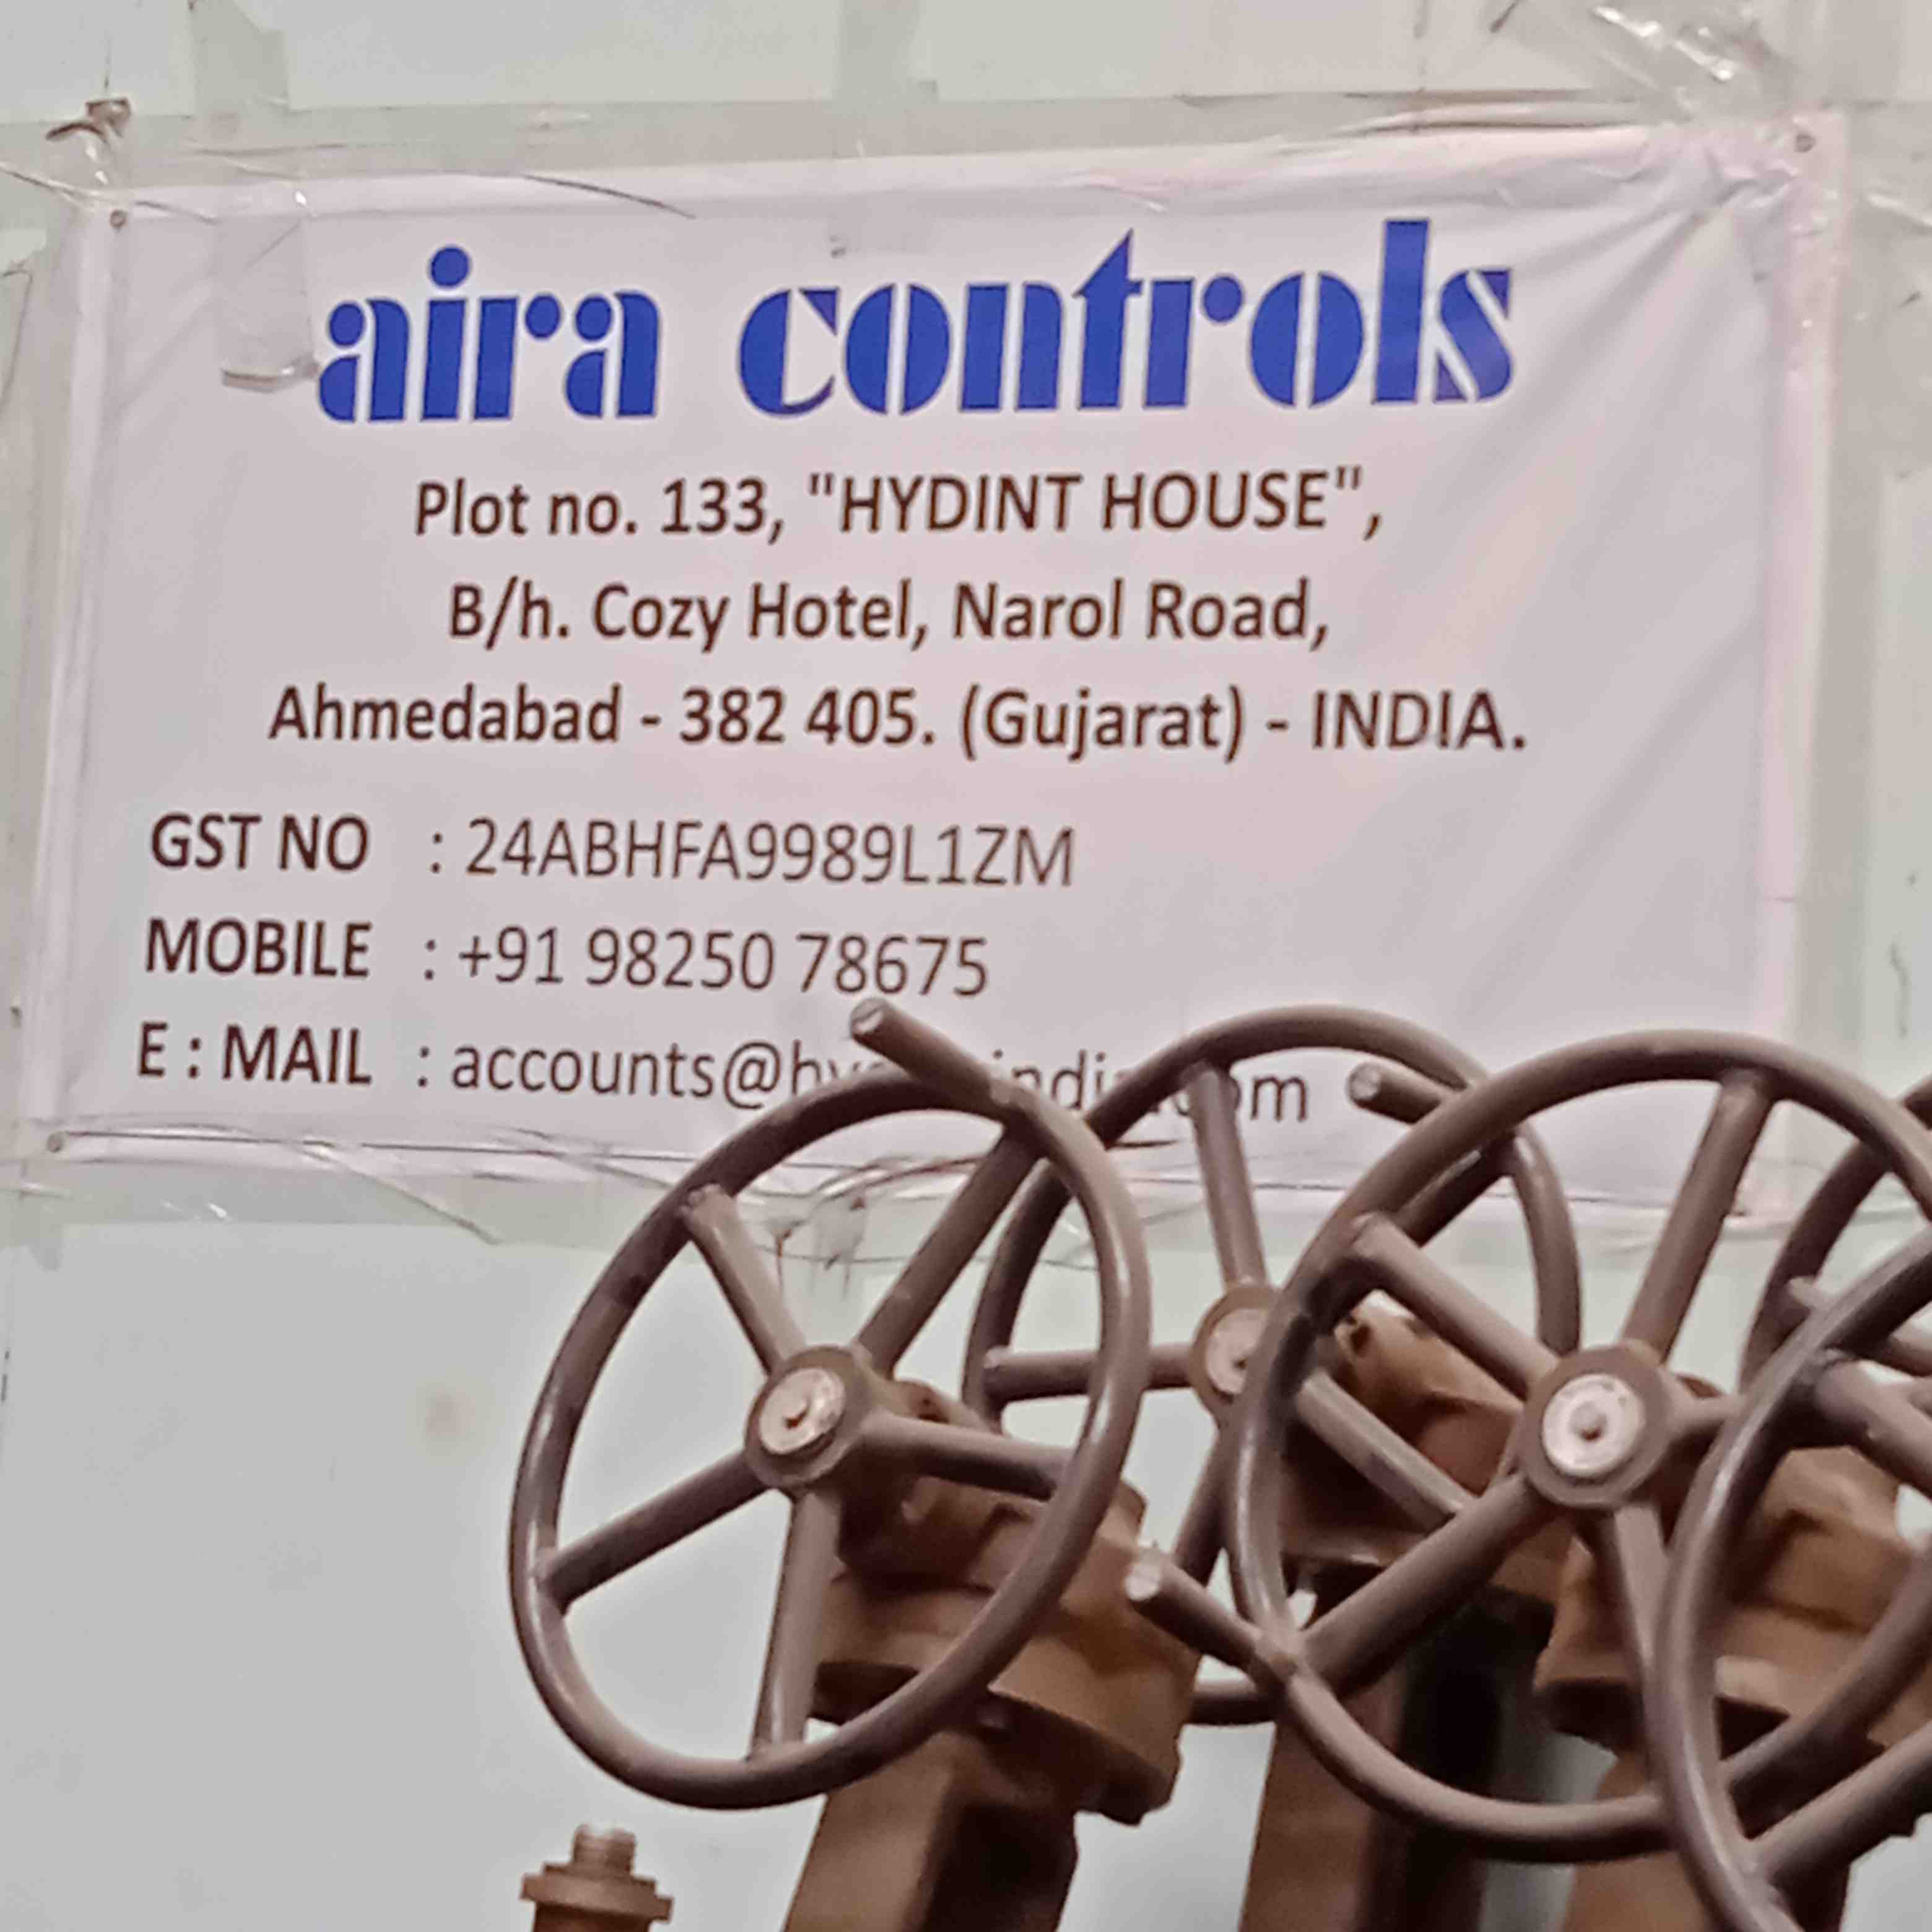 aira controls
Plot no. 133, "HYDINT HOUSE",
B/h. Cozy Hotel, Narol Road,
Ahmedabad - 382 405. (Gujarat) - INDIA.
GST NO : 24ABHFA9989L1ZM
MOBILE : +91 98250 78675
E : MAIL :